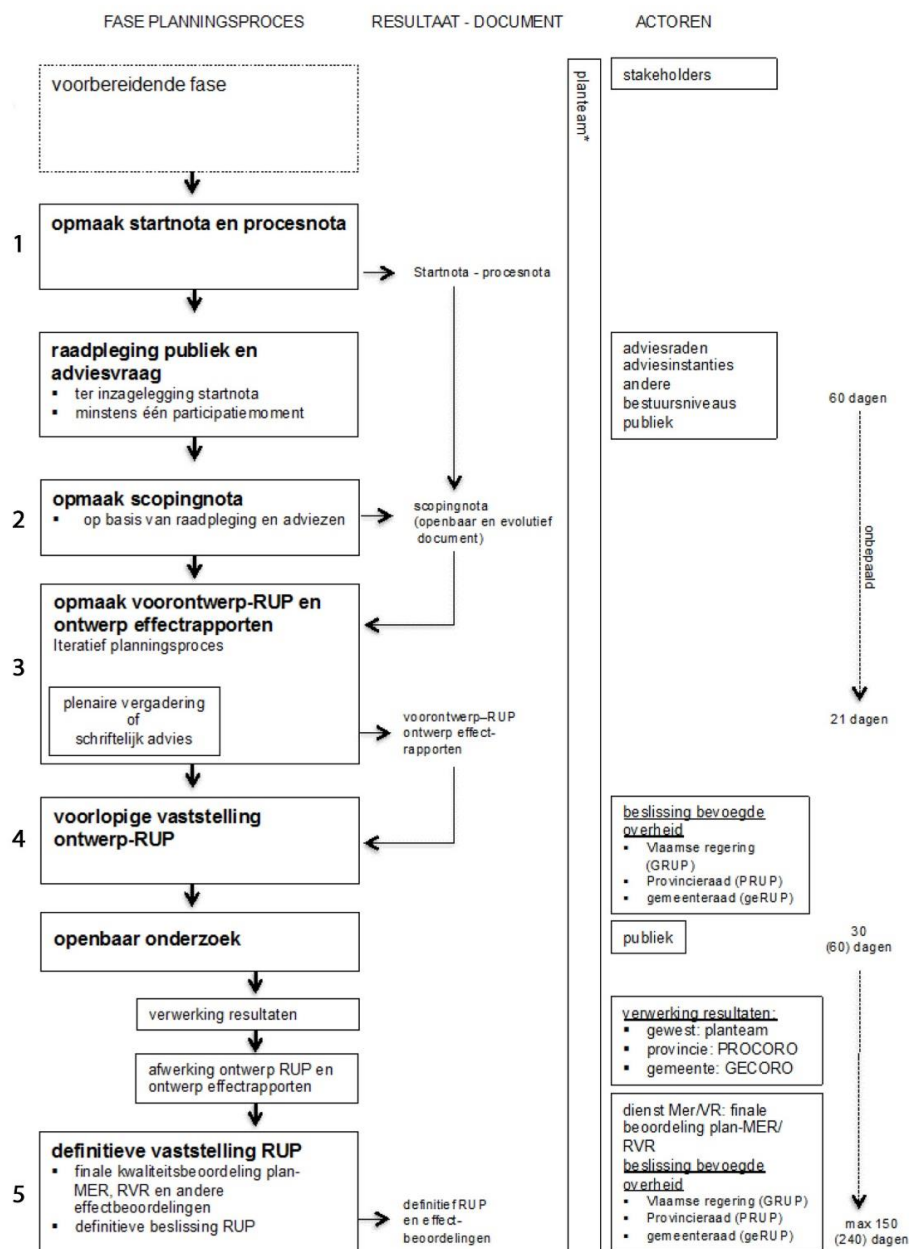 FASE PLANNINGSPROCES
RESULTAAT - DOCUMENT
ACTOREN
voorbereidende fase
planteam*
stakeholders
1
opmaak startnota en procesnota
Startnota - procesnota
raadpleging publiek en
adviesvraag
▪ ter inzagelegging startnota
▪ minstens één participatiemoment
adviesraden
adviesinstanties
andere
bestuursniveaus
publiek
60 dagen
2
opmaak scopingnota
▪ op basis van raadpleging en adviezen
scopingnota
(openbaar en evolutief
document)
onbepaald
3
opmaak voorontwerp-RUP en
ontwerp effectrapporten
Iteratief planningsproces
plenaire vergadering
of
schriftelijk advies
voorontwerp–RUP
ontwerp effect-
rapporten
21 dagen
4
voorlopige vaststelling
ontwerp-RUP
beslissing bevoegde
overheid
▪ Vlaamse regering
(GRUP)
▪ Provincieraad (PRUP)
▪ gemeenteraad (geRUP)
openbaar onderzoek
publiek
30
(60) dagen
verwerking resultaten
verwerking resultaten:
▪ gewest: planteam
▪ provincie: PROCORO
▪ gemeente: GECORO
afwerking ontwerp RUP en
ontwerp effectrapporten
5
definitieve vaststelling RUP
▪ finale kwaliteitsbeoordeling plan-
MER, RVR en andere
effectbeoordelingen
▪ definitieve beslissing RUP
definitief RUP
en effect-
beoordelingen
dienst Mer/VR: finale
beoordeling plan-MER/
RVR
beslissing bevoegde
overheid
▪ Vlaamse regering (GRUP)
▪ Provincieraad (PRUP)
▪ gemeenteraad (geRUP)
max 150
(240) dagen